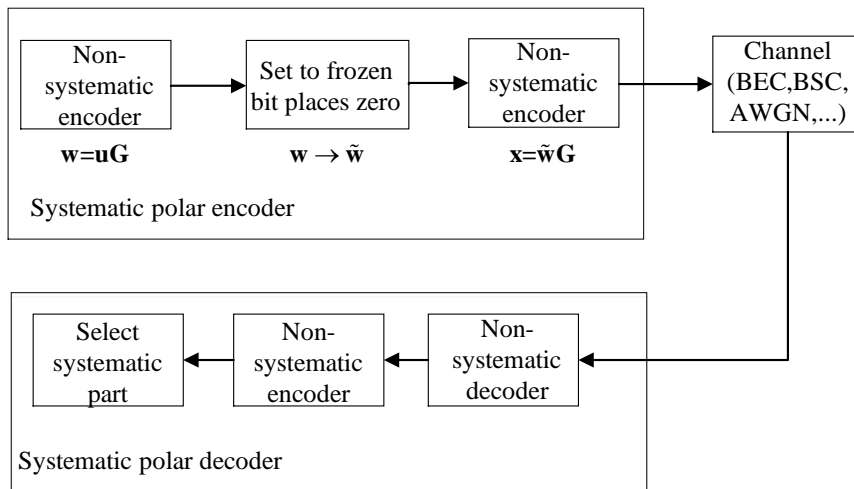 Non-
systematic
encoder
Set to frozen
bit places zero
Non-
systematic
encoder
Channel
(BEC,BSC,
AWGN,...)
w=uG
w → w̃
x=w̃G
Systematic polar encoder
Select
systematic
part
Non-
systematic
encoder
Non-
systematic
decoder
Systematic polar decoder